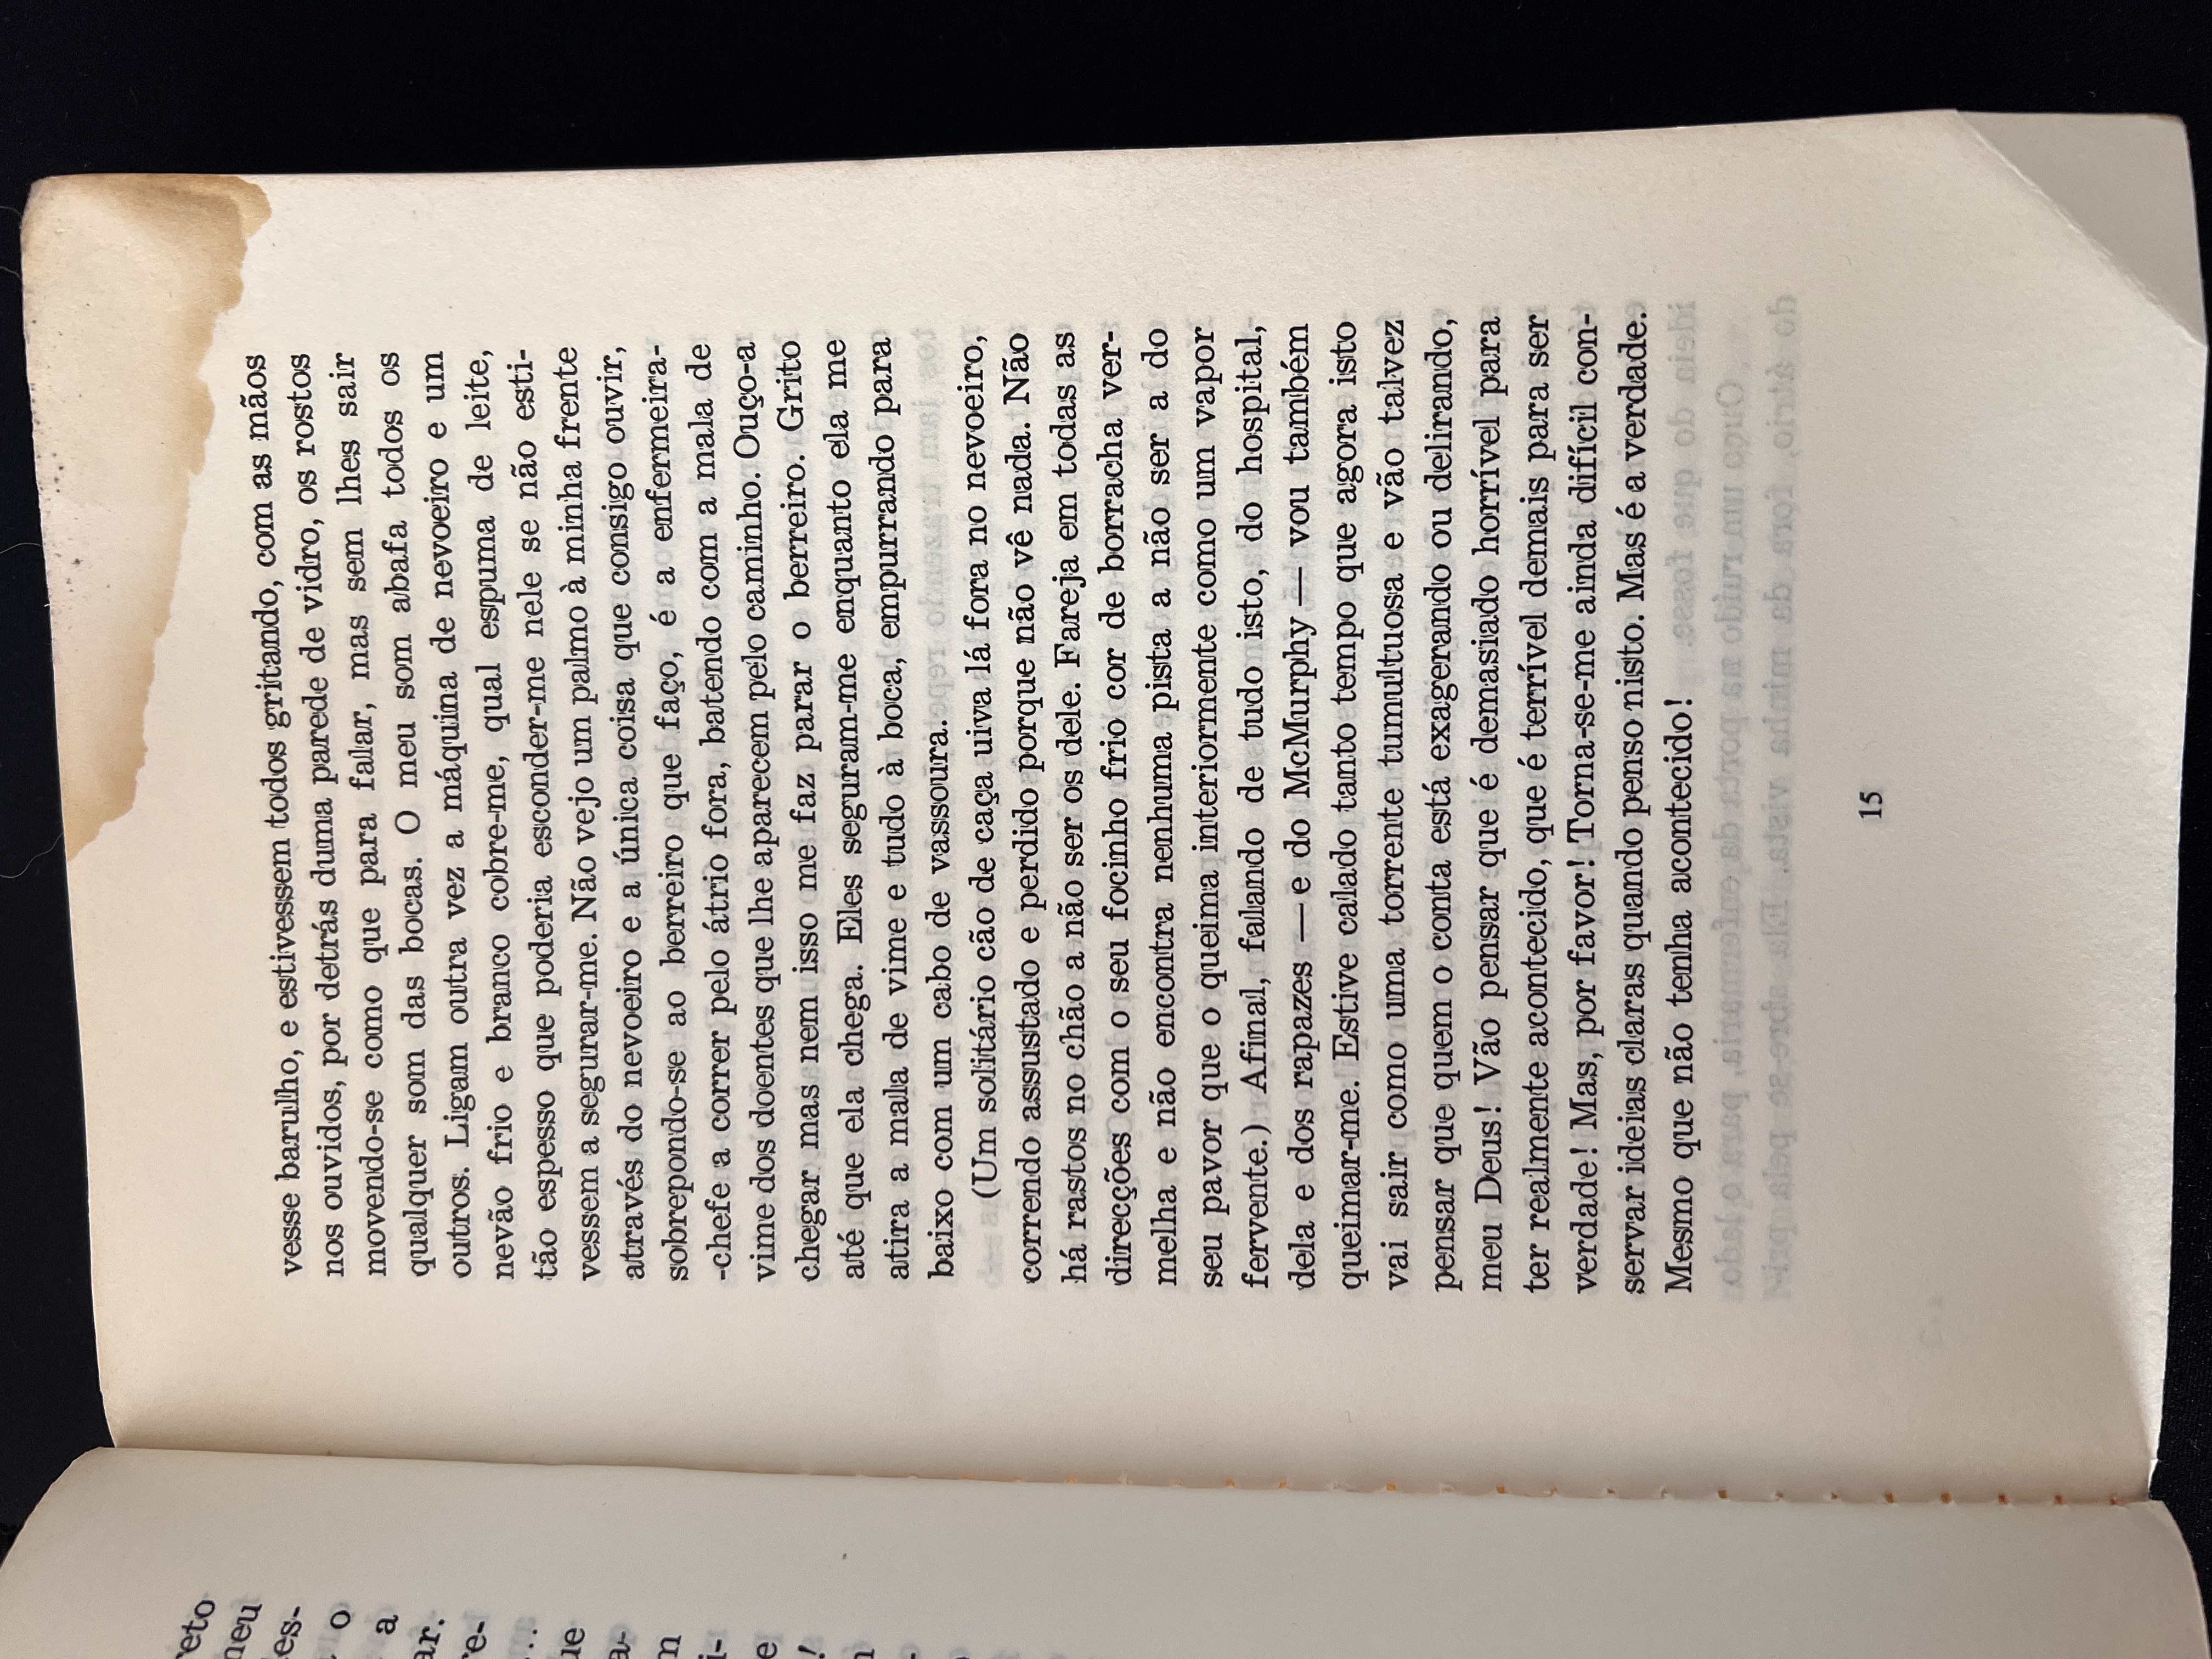 reto
meu
es-
o
a
ar.
re-
...
ue
a-
m
i-
e
!
vesse barulho, e estivessem todos gritando, com as mãos
nos ouvidos, por detrás duma parede de vidro, os rostos
movendo-se como que para falar, mas sem lhes sair
qualquer som das bocas. O meu som abafa todos os
outros. Ligam outra vez a máquina de nevoeiro e um
nevão frio e branco cobre-me, qual espuma de leite,
tão espesso que poderia esconder-me nele se não esti-
vessem a segurar-me. Não vejo um palmo à minha frente
através do nevoeiro e a única coisa que consigo ouvir,
sobrepondo-se ao berreiro que faço, é a enfermeira-
-chefe a correr pelo átrio fora, batendo com a mala de
vime dos doentes que lhe aparecem pelo caminho. Ouço-a
chegar mas nem isso me faz parar o berreiro. Grito
até que ela chega. Eles seguram-me enquanto ela me
atira a mala de vime e tudo à boca, empurrando para
baixo com um cabo de vassoura.
(Um solitário cão de caça uiva lá fora no nevoeiro,
correndo assustado e perdido porque não vê nada. Não
há rastos no chão a não ser os dele. Fareja em todas as
direcções com o seu focinho frio cor de borracha ver-
melha e não encontra nenhuma pista a não ser a do
seu pavor que o queima interiormente como um vapor
fervente.) Afinal, falando de tudo isto, do hospital,
dela e dos rapazes — e do McMurphy — vou também
queimar-me. Estive calado tanto tempo que agora isto
vai sair como uma torrente tumultuosa e vão talvez
pensar que quem o conta está exagerando ou delirando,
meu Deus! Vão pensar que é demasiado horrível para
ter realmente acontecido, que é terrível demais para ser
verdade! Mas, por favor! Torna-se-me ainda difícil con-
servar ideias claras quando penso nisto. Mas é a verdade.
Mesmo que não tenha acontecido!
15